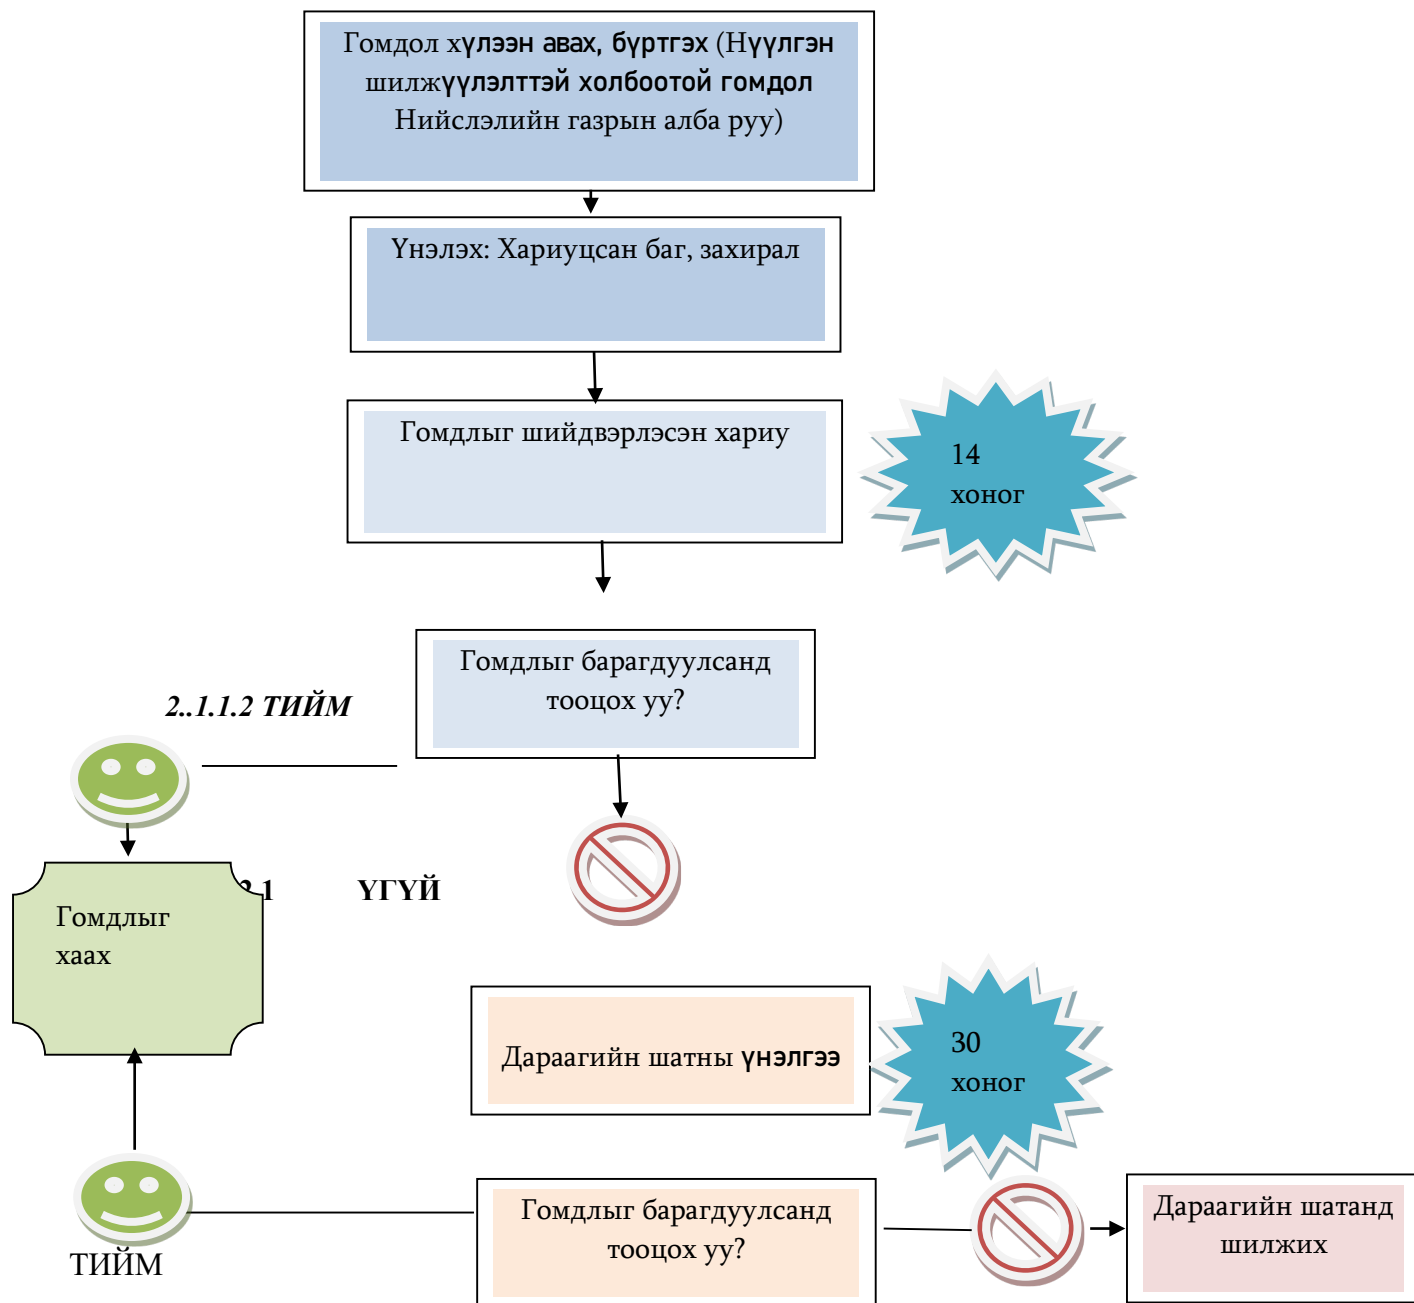 Гомдол хүлээн авах, бүртгэх (Нүүлгэн
шилжүүлэлттэй холбоотой гомдол
Нийслэлийн газрын алба руу)
Үнэлэх: Хариуцсан баг, захирал
Гомдлыг шийдвэрлэсэн хариу
14
хоног
Гомдлыг барагдуулсанд
тооцох уу?
2..1.1.2 ТИЙМ
2.1 ҮГҮЙ
Гомдлыг
хаах
Дараагийн шатны үнэлгээ
30
хоног
Гомдлыг барагдуулсанд
тооцох уу?
Дараагийн шатанд
шилжих
ТИЙМ